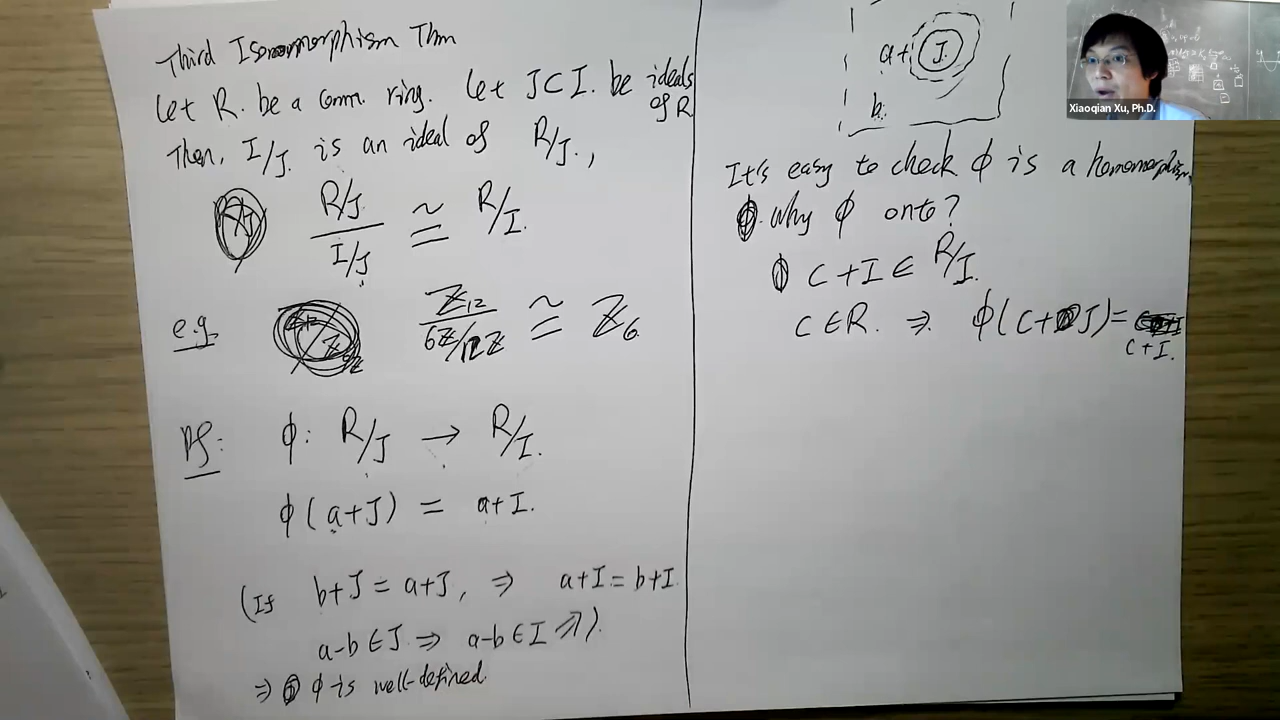 Third Isomorphism Thm
Let R. be a comm. ring. Let J⊂I. be ideals of R
Then, I/J. is an ideal of R/J.,
R/J. / I/J ≅ R/I.
e.g. Z12 / 6Z/12Z ≅ Z6
Pf: ϕ: R/J → R/I.
ϕ(a+J) = a+I.
(If b+J = a+J, ⇒ a+I = b+I
a-b ∈ J ⇒ a-b ∈ I ⇗).
⇒ ϕ is well-defined.
a+ J
b.
It's easy to check ϕ is a homomorphism
why ϕ onto?
C+I ∈ R/I.
C∈R. ⇒ ϕ(C+J) =
C+I.
Xiaoqian Xu, Ph.D.